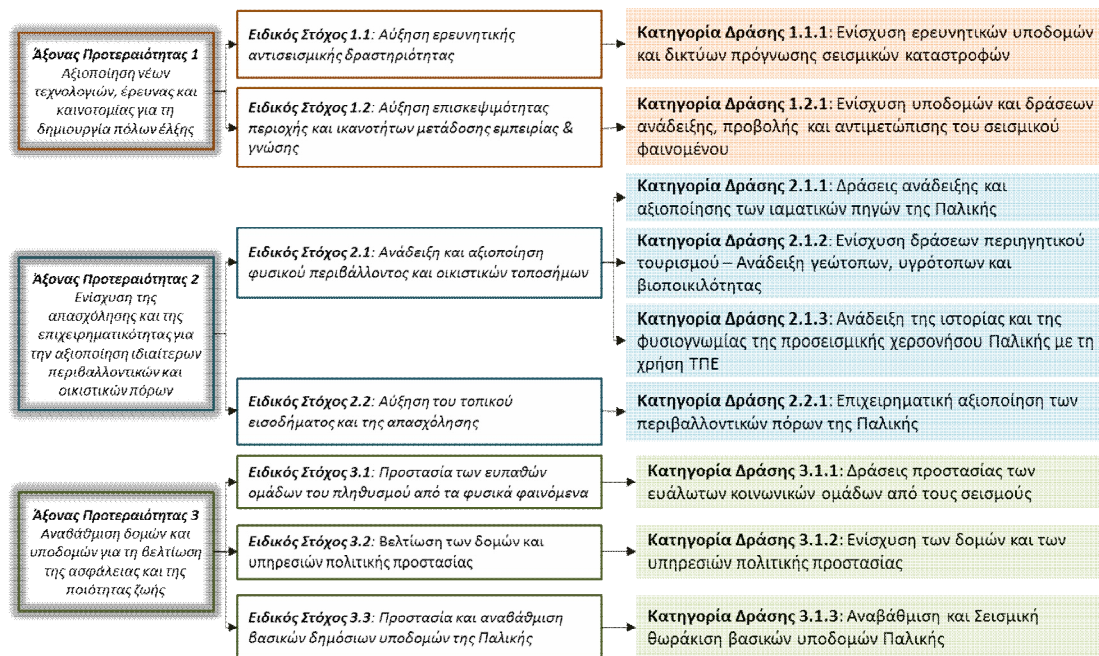 Άξονας Προτεραιότητας 1
Αξιοποίηση νέων
τεχνολογιών, έρευνας και
καινοτομίας για τη
δημιουργία πόλων έλξης
Ειδικός Στόχος 1.1: Αύξηση ερευνητικής
αντισεισμικής δραστηριότητας
Κατηγορία Δράσης 1.1.1: Ενίσχυση ερευνητικών υποδομών
και δικτύων πρόγνωσης σεισμικών καταστροφών
Ειδικός Στόχος 1.2: Αύξηση επισκεψιμότητας
περιοχής και ικανοτήτων μετάδοσης εμπειρίας &
γνώσης
Κατηγορία Δράσης 1.2.1: Ενίσχυση υποδομών και δράσεων
ανάδειξης, προβολής και αντιμετώπισης του σεισμικού
φαινομένου
Άξονας Προτεραιότητας 2
Ενίσχυση της
απασχόλησης και της
επιχειρηματικότητας για
την αξιοποίηση ιδιαίτερων
περιβαλλοντικών και
οικιστικών πόρων
Ειδικός Στόχος 2.1: Ανάδειξη και αξιοποίηση
φυσικού περιβάλλοντος και οικιστικών τοποσήμων
Κατηγορία Δράσης 2.1.1: Δράσεις ανάδειξης και
αξιοποίησης των ιαματικών πηγών της Παλικής
Κατηγορία Δράσης 2.1.2: Ενίσχυση δράσεων περιηγητικού
τουρισμού – Ανάδειξη γεώτοπων, υγρότοπων και
βιοποικιλότητας
Κατηγορία Δράσης 2.1.3: Ανάδειξη της ιστορίας και της
φυσιογνωμίας της προσεισμικής χερσονήσου Παλικής με τη
χρήση ΤΠΕ
Ειδικός Στόχος 2.2: Αύξηση του τοπικού
εισοδήματος και της απασχόλησης
Κατηγορία Δράσης 2.2.1: Επιχειρηματική αξιοποίηση των
περιβαλλοντικών πόρων της Παλικής
Άξονας Προτεραιότητας 3
Αναβάθμιση δομών και
υποδομών για τη βελτίωση
της ασφάλειας και της
ποιότητας ζωής
Ειδικός Στόχος 3.1: Προστασία των ευπαθών
ομάδων του πληθυσμού από τα φυσικά φαινόμενα
Κατηγορία Δράσης 3.1.1: Δράσεις προστασίας των
ευάλωτων κοινωνικών ομάδων από τους σεισμούς
Ειδικός Στόχος 3.2: Βελτίωση των δομών και
υπηρεσιών πολιτικής προστασίας
Κατηγορία Δράσης 3.1.2: Ενίσχυση των δομών και των
υπηρεσιών πολιτικής προστασίας
Ειδικός Στόχος 3.3: Προστασία και αναβάθμιση
βασικών δημόσιων υποδομών της Παλικής
Κατηγορία Δράσης 3.1.3: Αναβάθμιση και Σεισμική
θωράκιση βασικών υποδομών Παλικής